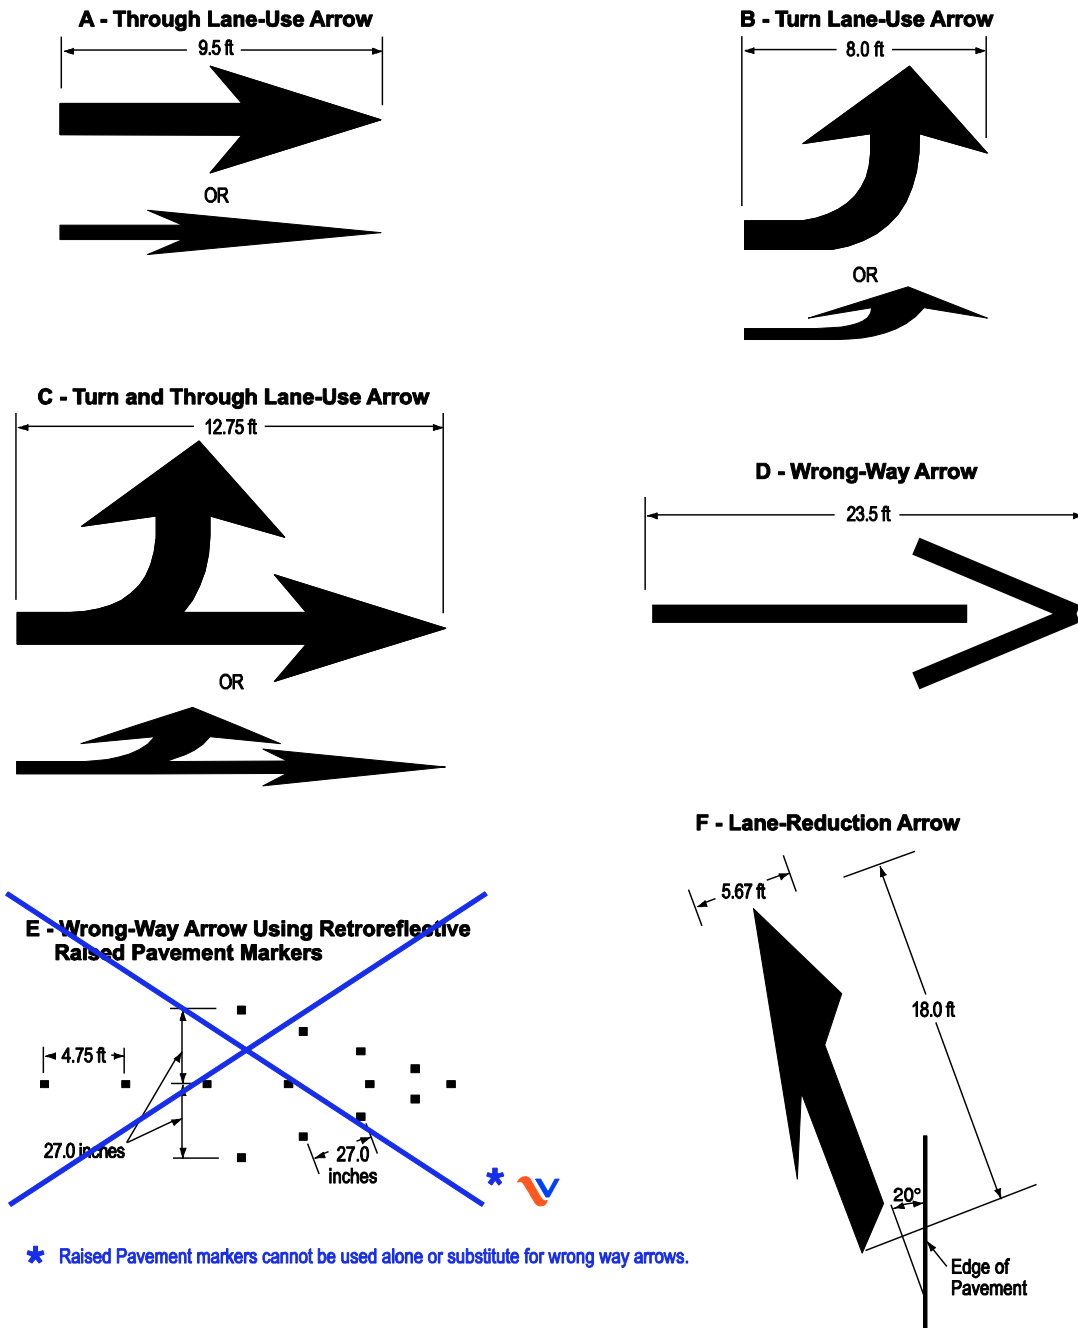 A - Through Lane-Use Arrow
9.5 ft
OR
B - Turn Lane-Use Arrow
8.0 ft
OR
C - Turn and Through Lane-Use Arrow
12.75 ft
OR
D - Wrong-Way Arrow
23.5 ft
E - Wrong-Way Arrow Using Retroreflective
Raised Pavement Markers
4.75 ft
27.0 inches
27.0
inches
*
F - Lane-Reduction Arrow
5.67 ft
18.0 ft
20°
Edge of
Pavement
* Raised Pavement markers cannot be used alone or substitute for wrong way arrows.